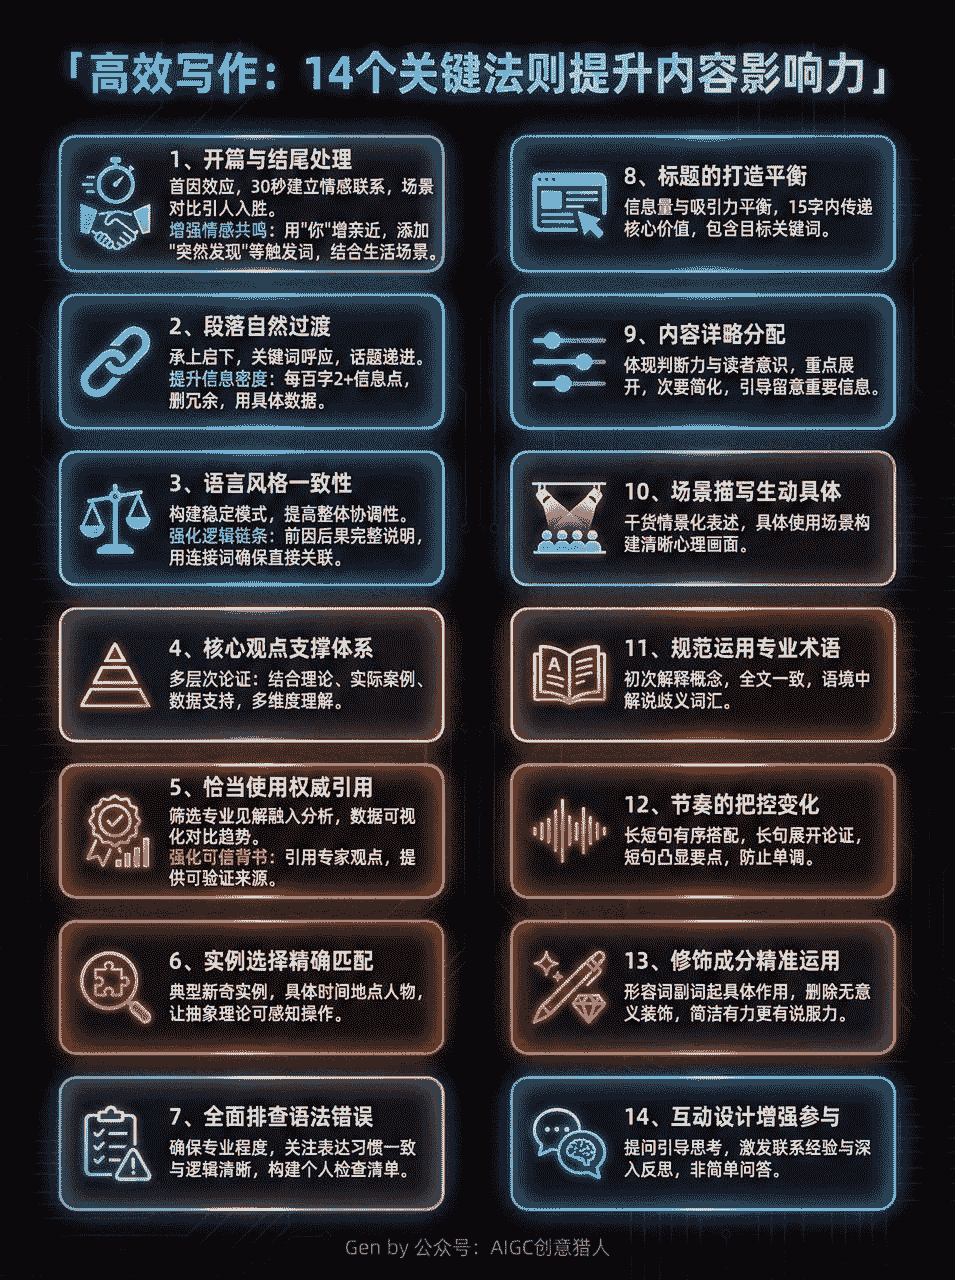 「高效写作：14个关键法则提升内容影响力」
1、开篇与结尾处理
首因效应，30秒建立情感联系，场景
对比引人入胜。
增强情感共鸣：用"你"增亲近，添加
"突然发现"等触发词，结合生活场景。
2、段落自然过渡
承上启下，关键词呼应，话题递进。
提升信息密度：每百字2+信息点，
删冗余，用具体数据。
3、语言风格一致性
构建稳定模式，提高整体协调性。
强化逻辑链条：前因后果完整说明，
用连接词确保直接关联。
4、核心观点支撑体系
多层次论证：结合理论、实际案例、
数据支持，多维度理解。
5、恰当使用权威引用
筛选专业见解融入分析，数据可视
化对比趋势。
强化可信背书：引用专家观点，提
供可验证来源。
6、实例选择精确匹配
典型新奇实例，具体时间地点人物，
让抽象理论可感知操作。
7、全面排查语法错误
确保专业程度，关注表达习惯一致
与逻辑清晰，构建个人检查清单。
8、标题的打造平衡
信息量与吸引力平衡，15字内传递
核心价值，包含目标关键词。
9、内容详略分配
体现判断力与读者意识，重点展
开，次要简化，引导留意重要信息。
10、场景描写生动具体
干货情景化表述，具体使用场景构
建清晰心理画面。
A
11、规范运用专业术语
初次解释概念，全文一致，语境中
解说歧义词汇。
12、节奏的把控变化
长短句有序搭配，长句展开论证，
短句凸显要点，防止单调。
13、修饰成分精准运用
形容词副词起具体作用，删除无意
义装饰，简洁有力更有说服力。
14、互动设计增强参与
提问引导思考，激发联系经验与深
入反思，非简单问答。
Gen by 公众号：AIGC创意猎人